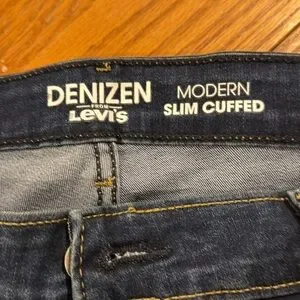 DENIZEN
FROM
Levi's
MODERN
SLIM CUFFED